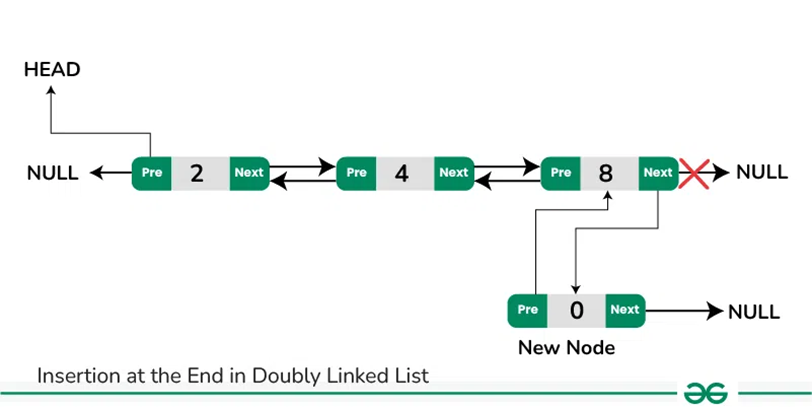 HEAD
NULL Pre 2 Next Pre 4 Next Pre 8 Next NULL
Pre 0 Next NULL
New Node
Insertion at the End in Doubly Linked List